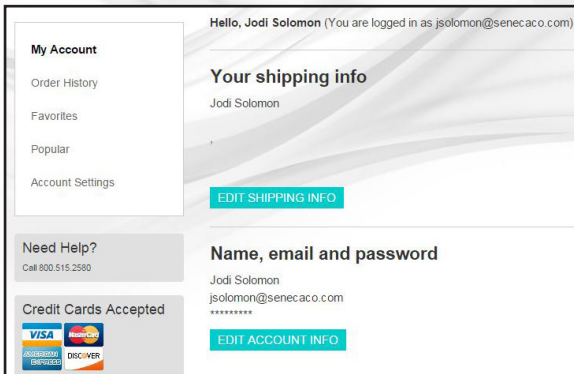 Hello, Jodi Solomon (You are logged in as jsolomon@senecaco.com)
My Account
Order History
Favorites
Popular
Account Settings
Need Help?
Call 800.515.2580
Credit Cards Accepted
VISA MasterCard
AMERICAN EXPRESS DISCOVER
Your shipping info
Jodi Solomon
,
EDIT SHIPPING INFO
Name, email and password
Jodi Solomon
jsolomon@senecaco.com
*********
EDIT ACCOUNT INFO